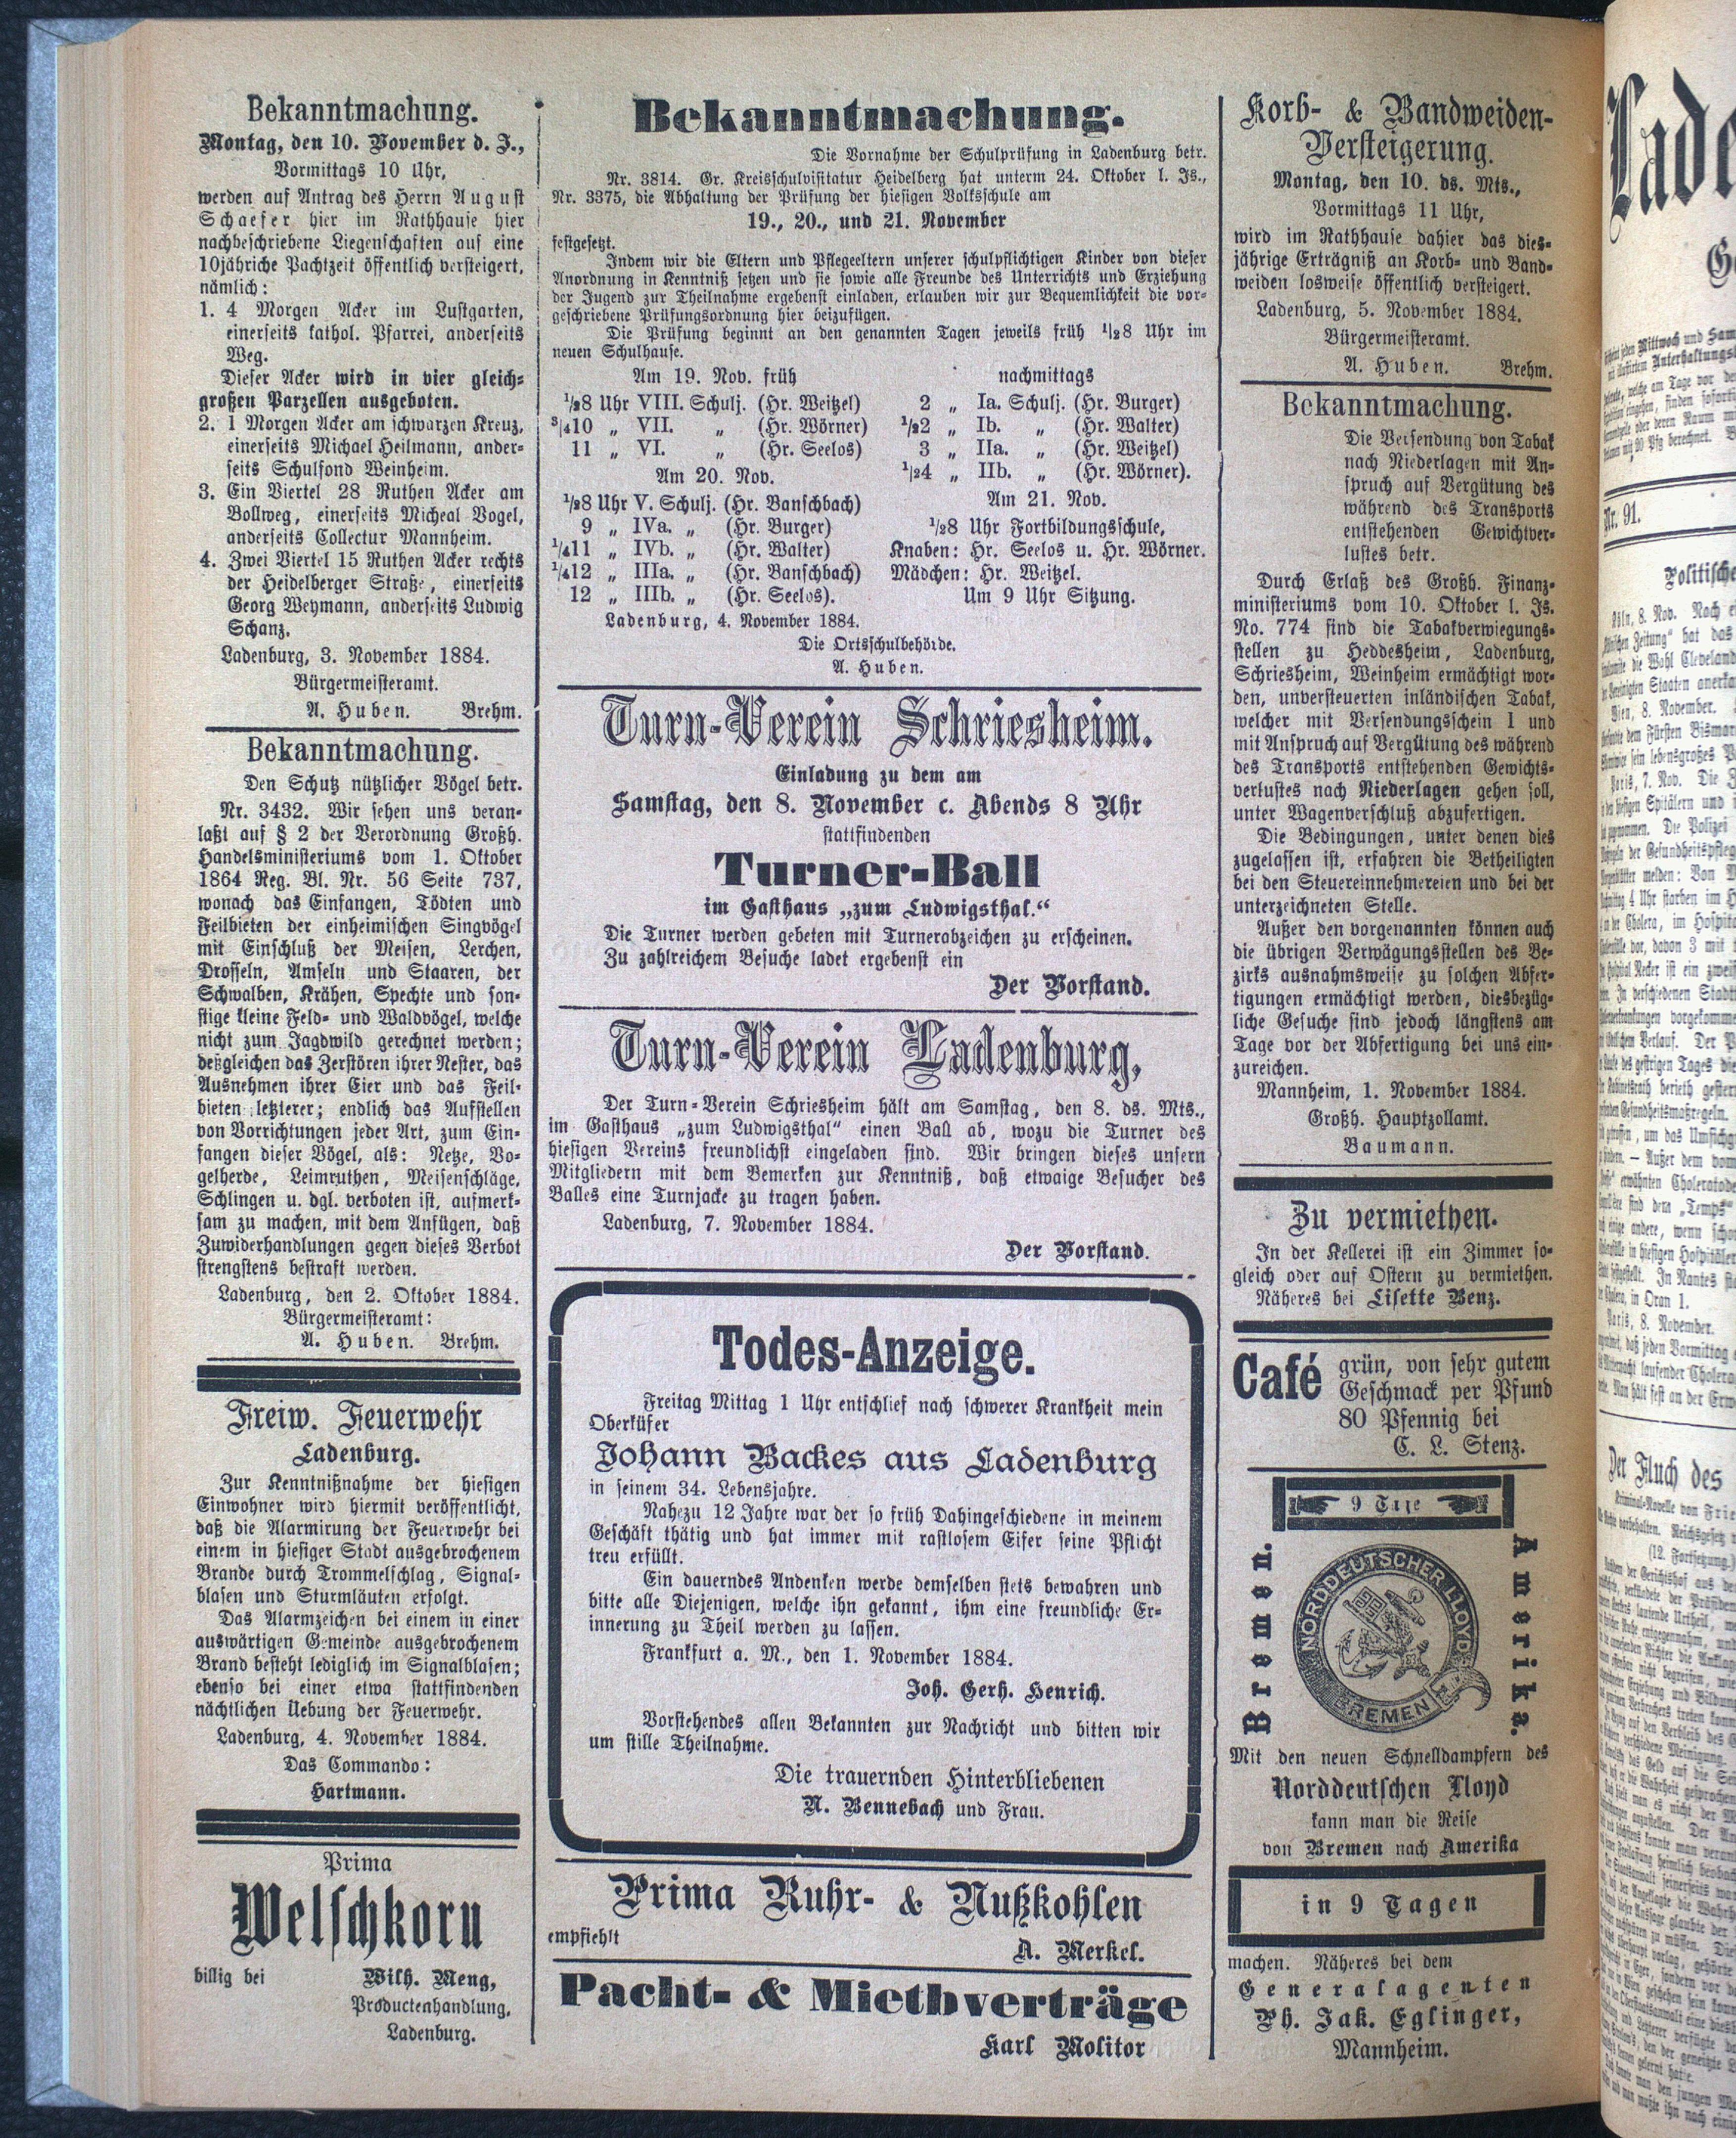 Bekanntmachung.
Montag, den 10. November d. J.,
Vormittags 10 Uhr,
werden auf Antrag des Herrn August
Schaefer hier im Rathhause hier
nachbeschriebene Liegenschaften auf eine
10jährige Pachtzeit öffentlich versteigert,
nämlich:
1. 4 Morgen Acker im Lustgarten,
einerseits kathol. Pfarrei, anderseits
Weg.
Dieser Acker wird in vier gleich-
großen Parzellen ausgeboten.
2. 1 Morgen Acker am schwarzen Kreuz,
einerseits Michael Heilmann, ander-
seits Schulfond Weinheim.
3. Ein Viertel 28 Ruthen Acker am
Bollweg, einerseits Micheal Vogel,
anderseits Collectur Mannheim.
4. Zwei Viertel 15 Ruthen Acker rechts
der Heidelberger Straße, einerseits
Georg Weymann, anderseits Ludwig
Schanz.
Ladenburg, 3. November 1884.
Bürgermeisteramt.
A. Huben. Brehm.
Bekanntmachung.
Den Schutz nützlicher Vögel betr.
Nr. 3432. Wir sehen uns veran-
laßt auf § 2 der Verordnung Großh.
Handelsministeriums vom 1. Oktober
1864 Reg. Bl. Nr. 56 Seite 737,
wonach das Einfangen, Tödten und
Feilbieten der einheimischen Singvögel
mit Einschluß der Meisen, Lerchen,
Drosseln, Amseln und Staaren, der
Schwalben, Krähen, Spechte und son-
stige kleine Feld- und Waldvögel, welche
nicht zum Jagdwild gerechnet werden;
deßgleichen das Zerstören ihrer Nester, das
Ausnehmen ihrer Eier und das Feil-
bieten letzterer; endlich das Aufstellen
von Vorrichtungen jeder Art, zum Ein-
fangen dieser Vögel, als: Netze, Vo-
gelherde, Leimruthen, Meisenschläge,
Schlingen u. dgl. verboten ist, aufmerk-
sam zu machen, mit dem Anfügen, daß
Zuwiderhandlungen gegen dieses Verbot
strengstens bestraft werden.
Ladenburg, den 2. Oktober 1884.
Bürgermeisteramt:
A. Huben. Brehm.
Freiw. Feuerwehr
Ladenburg.
Zur Kenntnißnahme der hiesigen
Einwohner wird hiermit veröffentlicht,
daß die Alarmirung der Feuerwehr bei
einem in hiesiger Stadt ausgebrochenem
Brande durch Trommelschlag, Signal-
blasen und Sturmläuten erfolgt.
Das Alarmzeichen bei einem in einer
auswärtigen Gemeinde ausgebrochenem
Brand besteht lediglich im Signalblasen;
ebenso bei einer etwa stattfindenden
nächtlichen Uebung der Feuerwehr.
Ladenburg, 4. November 1884.
Das Commando:
Hartmann.
Prima
Welschkorn
billig bei Wilh. Meng,
Productenhandlung,
Ladenburg.
Bekanntmachung.
Die Vornahme der Schulprüfung in Ladenburg betr.
Nr. 3814. Gr. Kreisschulvisitatur Heidelberg hat unterm 24. Oktober l. Js.,
Nr. 3375, die Abhaltung der Prüfung der hiesigen Volksschule am
19., 20., und 21. November
festgesetzt.
Indem wir die Eltern und Pflegeeltern unserer schulpflichtigen Kinder von dieser
Anordnung in Kenntniß setzen und sie sowie alle Freunde des Unterrichts und Erziehung
der Jugend zur Theilnahme ergebenst einladen, erlauben wir zur Bequemlichkeit die vor-
geschriebene Prüfungsordnung hier beizufügen.
Die Prüfung beginnt an den genannten Tagen jeweils früh 1/28 Uhr im
neuen Schulhause.
Am 19. Nov. früh
1/28 Uhr VIII. Schulj. (Hr. Weitzel)
3/410 „ VII. „ (Hr. Wörner)
11 „ VI. „ (Hr. Seelos)
Am 20. Nov.
1/28 Uhr V. Schulj. (Hr. Banschbach)
9 „ IVa. „ (Hr. Burger)
1/411 „ IVb. „ (Hr. Walter)
1/412 „ IIIa. „ (Hr. Banschbach)
12 „ IIIb. „ (Hr. Seelos).
nachmittags
2 „ Ia. Schulj. (Hr. Burger)
1/22 „ Ib. „ (Hr. Walter)
3 „ IIa. „ (Hr. Weitzel)
1/24 „ IIb. „ (Hr. Wörner).
Am 21. Nov.
1/28 Uhr Fortbildungsschule,
Knaben: Hr. Seelos u. Hr. Wörner.
Mädchen: Hr. Weitzel.
Um 9 Uhr Sitzung.
Ladenburg, 4. November 1884.
Die Ortsschulbehörde.
A. Huben.
Turn-Verein Schriesheim.
Einladung zu dem am
Samstag, den 8. November c. Abends 8 Uhr
stattfindenden
Turner-Ball
im Gasthaus „zum Ludwigsthal.“
Die Turner werden gebeten mit Turnerabzeichen zu erscheinen.
Zu zahlreichem Besuche ladet ergebenst ein
Der Vorstand.
Turn-Verein Ladenburg,
Der Turn-Verein Schriesheim hält am Samstag, den 8. ds. Mts.,
im Gasthaus „zum Ludwigsthal“ einen Ball ab, wozu die Turner des
hiesigen Vereins freundlichst eingeladen sind. Wir bringen dieses unsern
Mitgliedern mit dem Bemerken zur Kenntniß, daß etwaige Besucher des
Balles eine Turnjacke zu tragen haben.
Ladenburg, 7. November 1884.
Der Vorstand.
Todes-Anzeige.
Freitag Mittag 1 Uhr entschlief nach schwerer Krankheit mein
Oberküfer
Johann Backes aus Ladenburg
in seinem 34. Lebensjahre.
Nahezu 12 Jahre war der so früh Dahingeschiedene in meinem
Geschäft thätig und hat immer mit rastlosem Eifer seine Pflicht
treu erfüllt.
Ein dauerndes Andenken werde demselben stets bewahren und
bitte alle Diejenigen, welche ihn gekannt, ihm eine freundliche Er-
innerung zu Theil werden zu lassen.
Frankfurt a. M., den 1. November 1884.
Joh. Gerh. Henrich.
Vorstehendes allen Bekannten zur Nachricht und bitten wir
um stille Theilnahme.
Die trauernden Hinterbliebenen
N. Bennebach und Frau.
Prima Ruhr- & Nußkohlen
empfiehlt A. Merkel.
Pacht- & Miethverträge
Karl Molitor
Korb- & Bandweiden-
Versteigerung.
Montag, den 10. ds. Mts.,
Vormittags 11 Uhr,
wird im Rathhause dahier das dies-
jährige Erträgniß an Korb- und Band-
weiden losweise öffentlich versteigert.
Ladenburg, 5. November 1884.
Bürgermeisteramt.
A. Huben. Brehm.
Bekanntmachung.
Die Versendung von Tabak
nach Niederlagen mit An-
spruch auf Vergütung des
während des Transports
entstehenden Gewichtver-
lustes betr.
Durch Erlaß des Großh. Finanz-
ministeriums vom 10. Oktober l. Js.
No. 774 sind die Tabakverwiegungs-
stellen zu Heddesheim, Ladenburg,
Schriesheim, Weinheim ermächtigt wor-
den, unversteuerten inländischen Tabak,
welcher mit Versendungsschein I und
mit Anspruch auf Vergütung des während
des Transports entstehenden Gewichts-
verlustes nach Niederlagen gehen soll,
unter Wagenverschluß abzufertigen.
Die Bedingungen, unter denen dies
zugelassen ist, erfahren die Betheiligten
bei den Steuereinnehmereien und bei der
unterzeichneten Stelle.
Außer den vorgenannten können auch
die übrigen Verwägungsstellen des Be-
zirks ausnahmsweise zu solchen Abfer-
tigungen ermächtigt werden, diesbezüg-
liche Gesuche sind jedoch längstens am
Tage vor der Abfertigung bei uns ein-
zureichen.
Mannheim, 1. November 1884.
Großh. Hauptzollamt.
Baumann.
Zu vermiethen.
In der Kellerei ist ein Zimmer so-
gleich oder auf Ostern zu vermiethen.
Näheres bei Lisette Benz.
Café grün, von sehr gutem
Geschmack per Pfund
80 Pfennig bei
C. L. Stenz.
9 Tage
Bremen.
NORDDEUTSCHER LLOYD
BREMEN
Amerika.
Mit den neuen Schnelldampfern des
Norddeutschen Lloyd
kann man die Reise
von Bremen nach Amerika
in 9 Tagen
machen. Näheres bei dem
Generalagenten
Ph. Jak. Eglinger,
Mannheim.
Lade
Nr. 91.
Politische
Der Fluch des